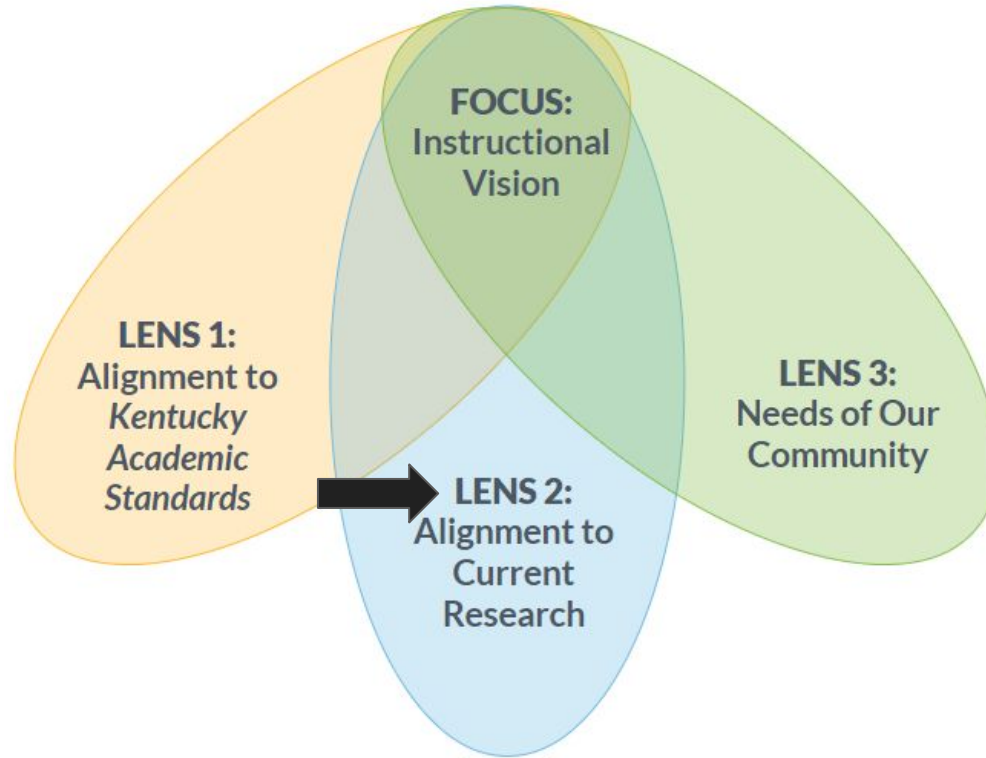 FOCUS:
Instructional
Vision
LENS 1:
Alignment to
Kentucky
Academic
Standards
LENS 2:
Alignment to
Current
Research
LENS 3:
Needs of Our
Community